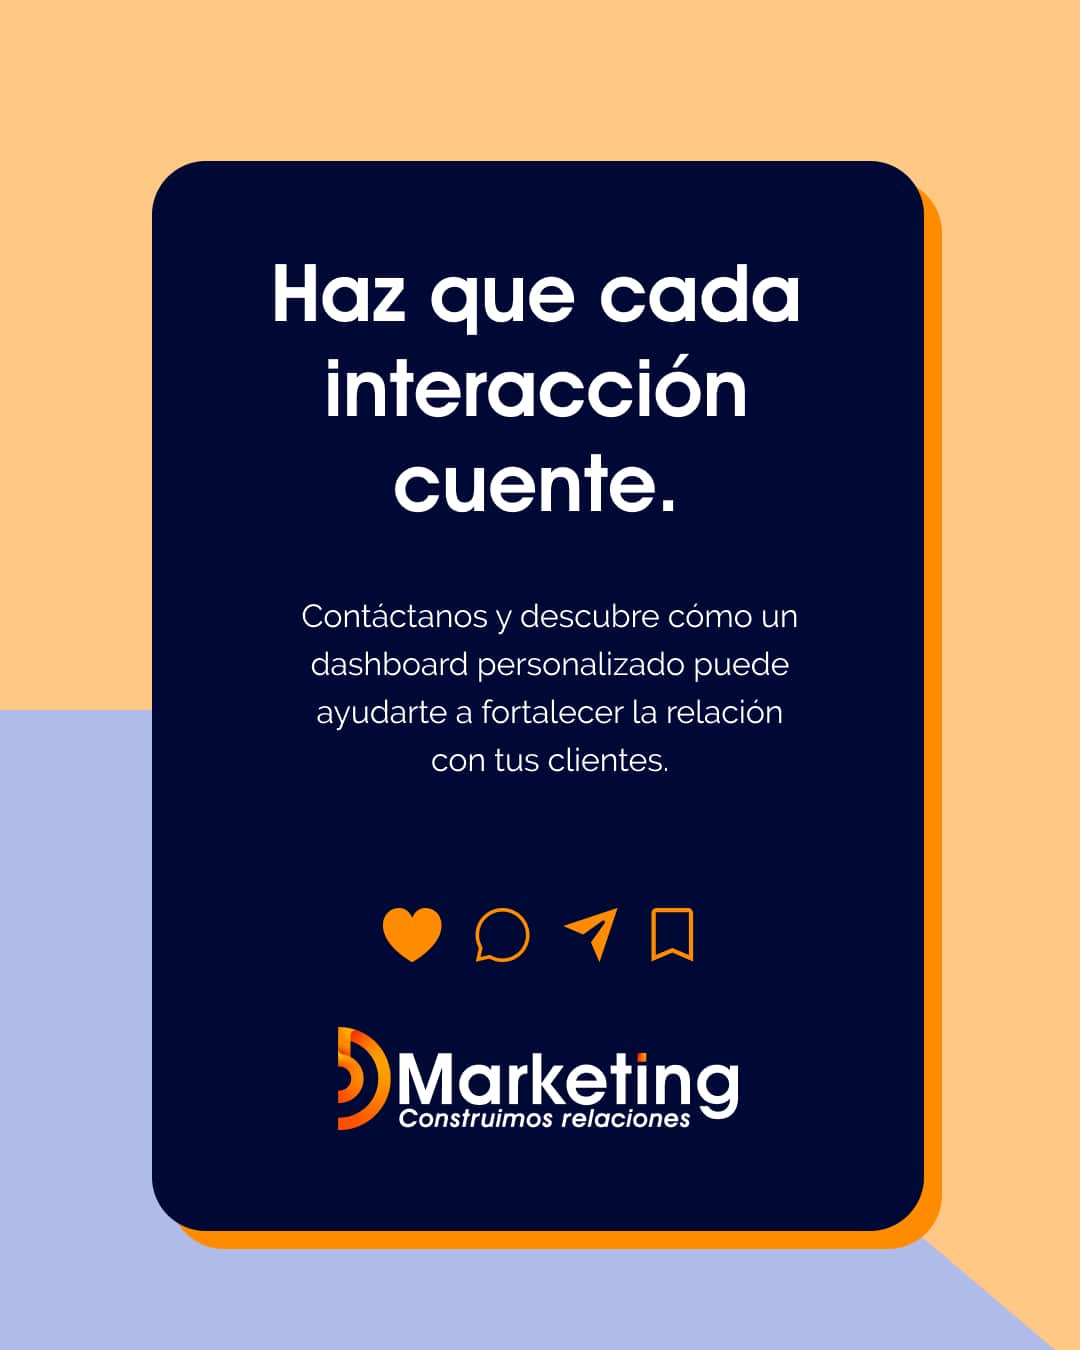 Haz que cada
interacción
cuente.
Contáctanos y descubre cómo un
dashboard personalizado puede
ayudarte a fortalecer la relación
con tus clientes.
Marketing
Construimos relaciones